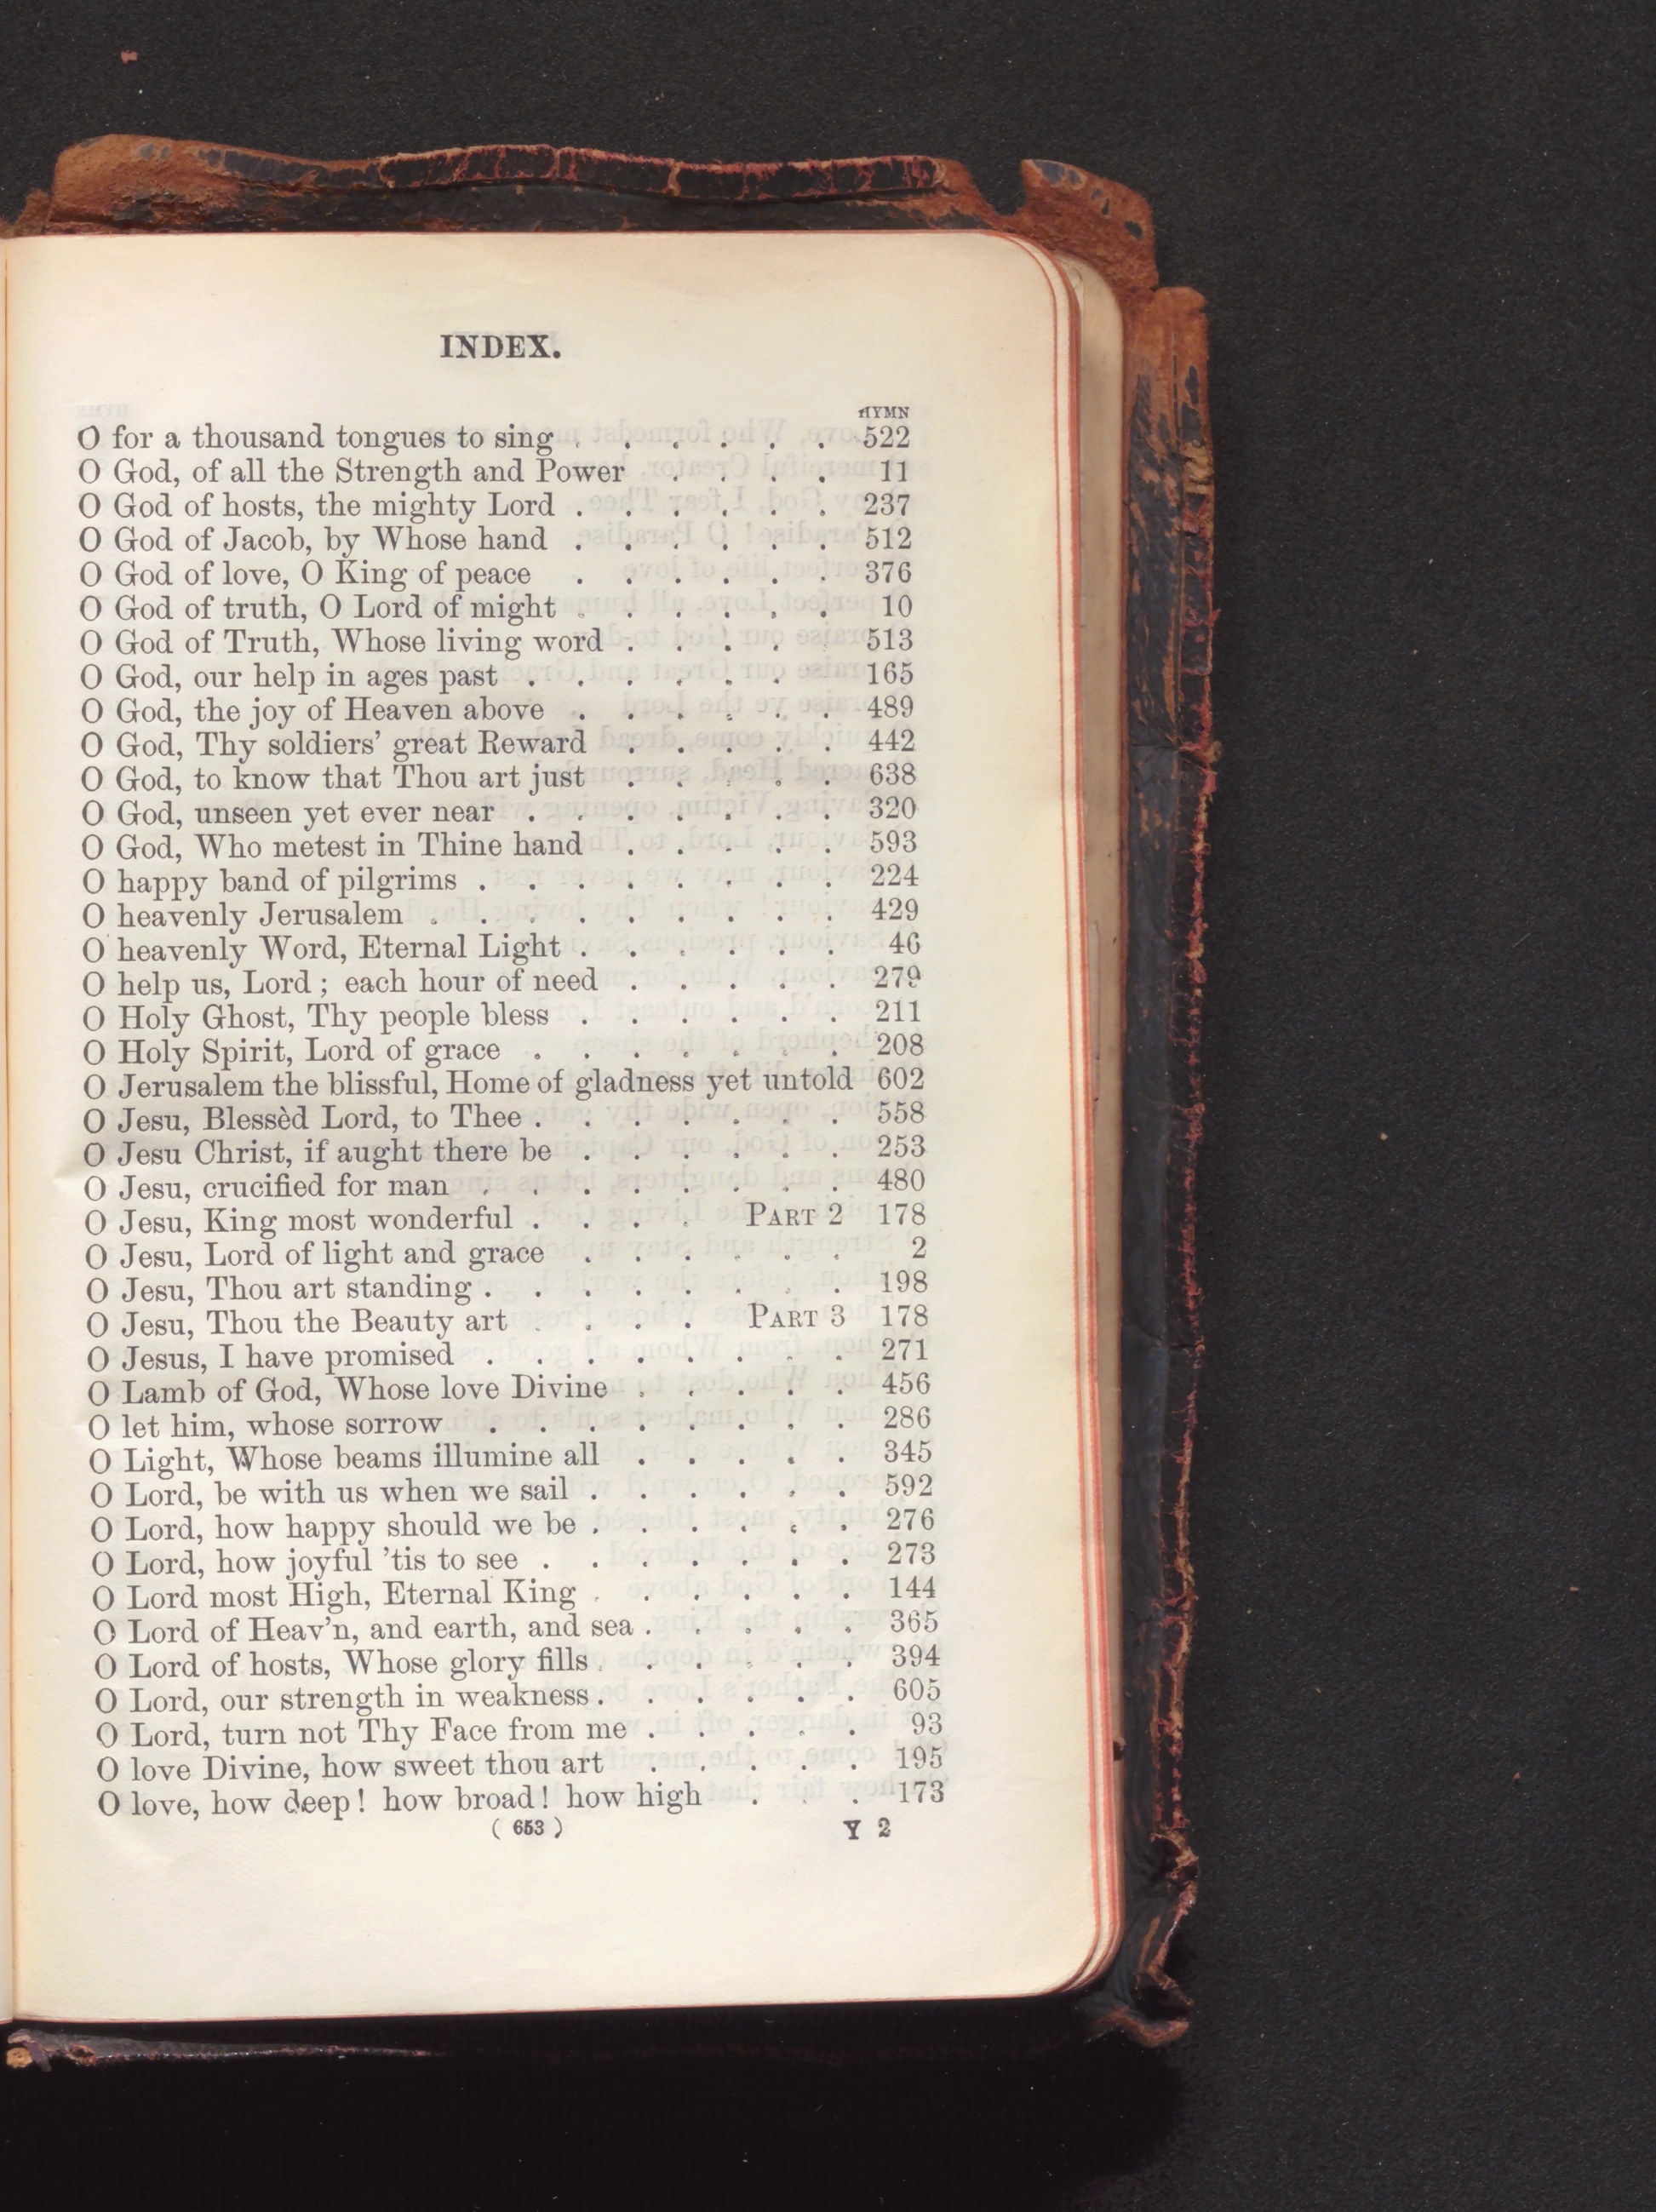 INDEX.
HYMN
O for a thousand tongues to sing . . . . . . 522
O God, of all the Strength and Power . . . . 11
O God of hosts, the mighty Lord . . . . . . 237
O God of Jacob, by Whose hand . . . . . . 512
O God of love, O King of peace . . . . . . 376
O God of truth, O Lord of might . . . . . . 10
O God of Truth, Whose living word . . . . . 513
O God, our help in ages past . . . . . . . 165
O God, the joy of Heaven above . . . . . . 489
O God, Thy soldiers' great Reward . . . . . 442
O God, to know that Thou art just . . . . . 638
O God, unseen yet ever near . . . . . . . 320
O God, Who metest in Thine hand . . . . . 593
O happy band of pilgrims . . . . . . . . 224
O heavenly Jerusalem . . . . . . . . . 429
O heavenly Word, Eternal Light . . . . . . 46
O help us, Lord ; each hour of need . . . . . 279
O Holy Ghost, Thy people bless . . . . . . 211
O Holy Spirit, Lord of grace . . . . . . . 208
O Jerusalem the blissful, Home of gladness yet untold 602
O Jesu, Blessèd Lord, to Thee . . . . . . . 558
O Jesu Christ, if aught there be . . . . . . 253
O Jesu, crucified for man . . . . . . . . 480
O Jesu, King most wonderful . . . . PART 2 178
O Jesu, Lord of light and grace . . . . . . 2
O Jesu, Thou art standing . . . . . . . . 198
O Jesu, Thou the Beauty art . . . . PART 3 178
O Jesus, I have promised . . . . . . . . 271
O Lamb of God, Whose love Divine . . . . . 456
O let him, whose sorrow . . . . . . . . 286
O Light, Whose beams illumine all . . . . . 345
O Lord, be with us when we sail . . . . . . 592
O Lord, how happy should we be . . . . . . 276
O Lord, how joyful 'tis to see . . . . . . . 273
O Lord most High, Eternal King . . . . . . 144
O Lord of Heav'n, and earth, and sea . . . . . 365
O Lord of hosts, Whose glory fills . . . . . . 394
O Lord, our strength in weakness . . . . . . 605
O Lord, turn not Thy Face from me . . . . . 93
O love Divine, how sweet thou art . . . . . 195
O love, how deep ! how broad ! how high . . . 173
( 653 ) Y 2